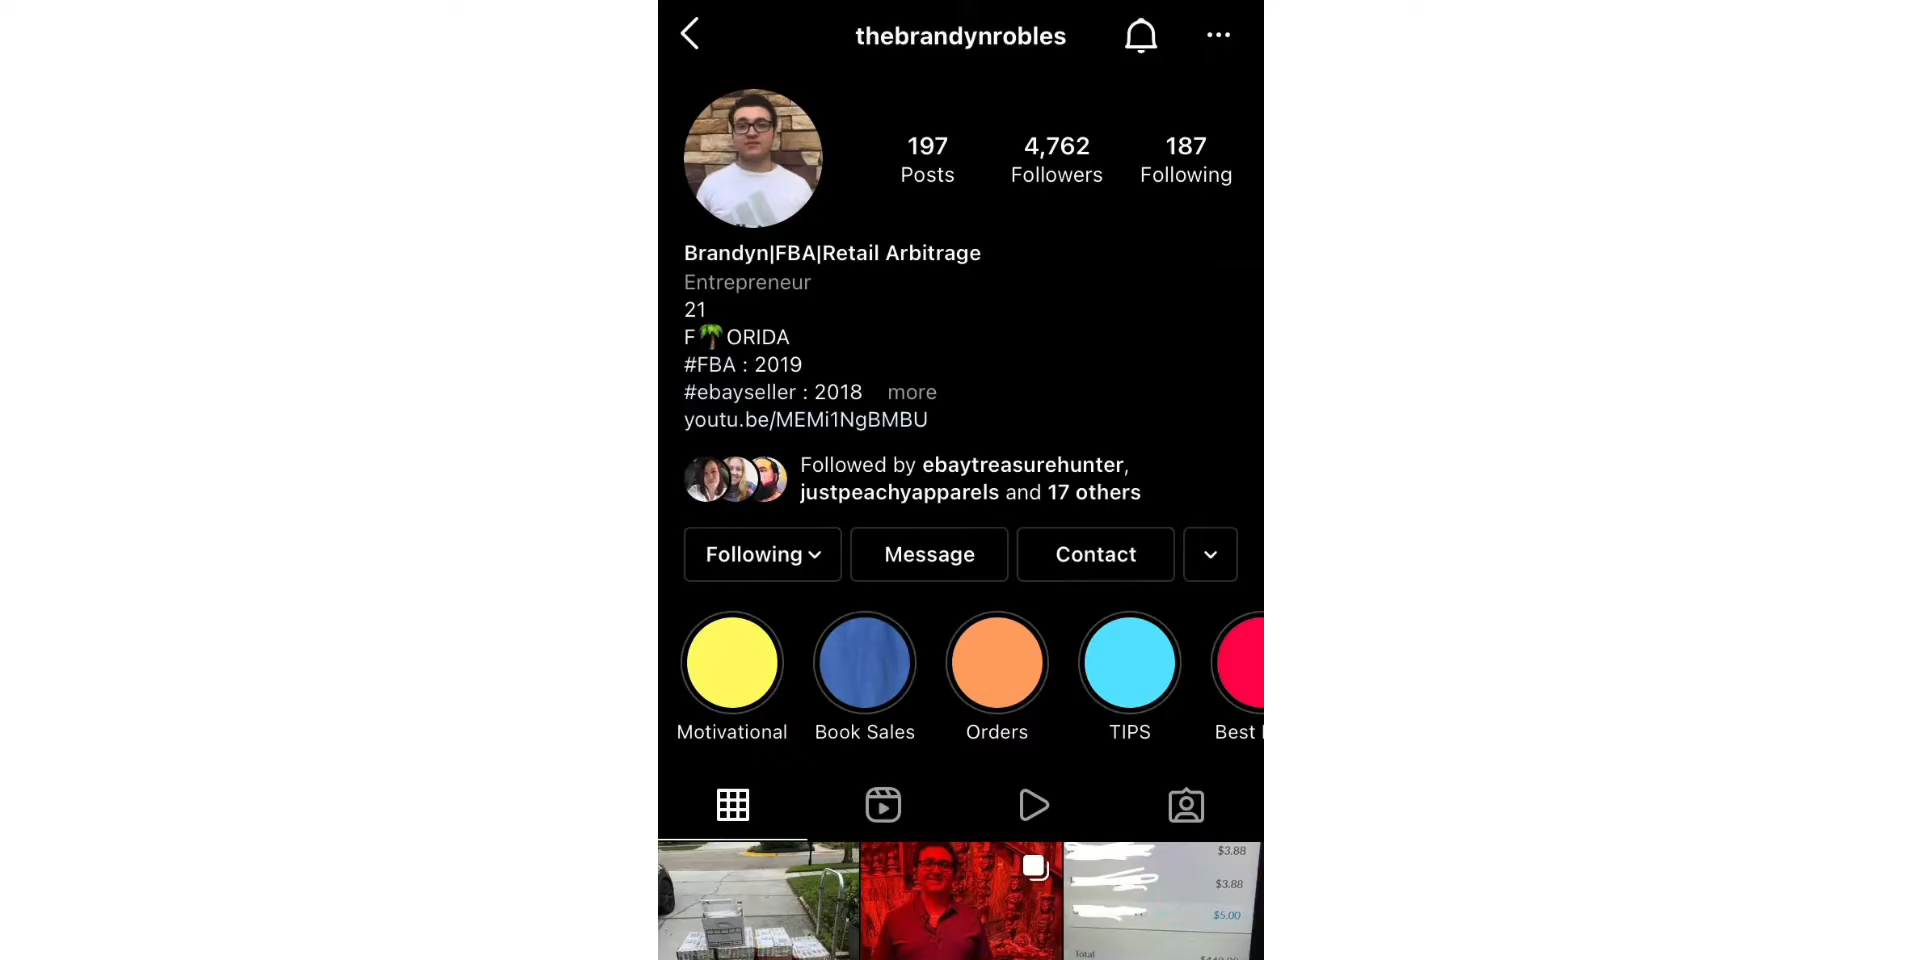 thebrandynrobles
197
Posts
4,762
Followers
187
Following
Brandyn|FBA|Retail Arbitrage
Entrepreneur
21
F🌴ORIDA
#FBA : 2019
#ebayseller : 2018 more
youtu.be/MEMi1NgBMBU
Followed by ebaytreasurehunter,
justpeachyapparels and 17 others
Following
Message
Contact
Motivational
Book Sales
Orders
TIPS
Best
$3.88
$3.88
$5.00
Total